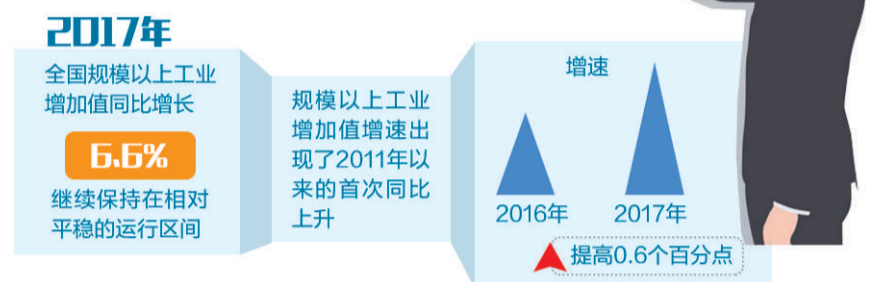 2017年
全国规模以上工业
增加值同比增长
6.6%
继续保持在相对
平稳的运行区间
规模以上工业
增加值增速出
现了2011年以
来的首次同比
上升
增速
2016年 2017年
提高0.6个百分点